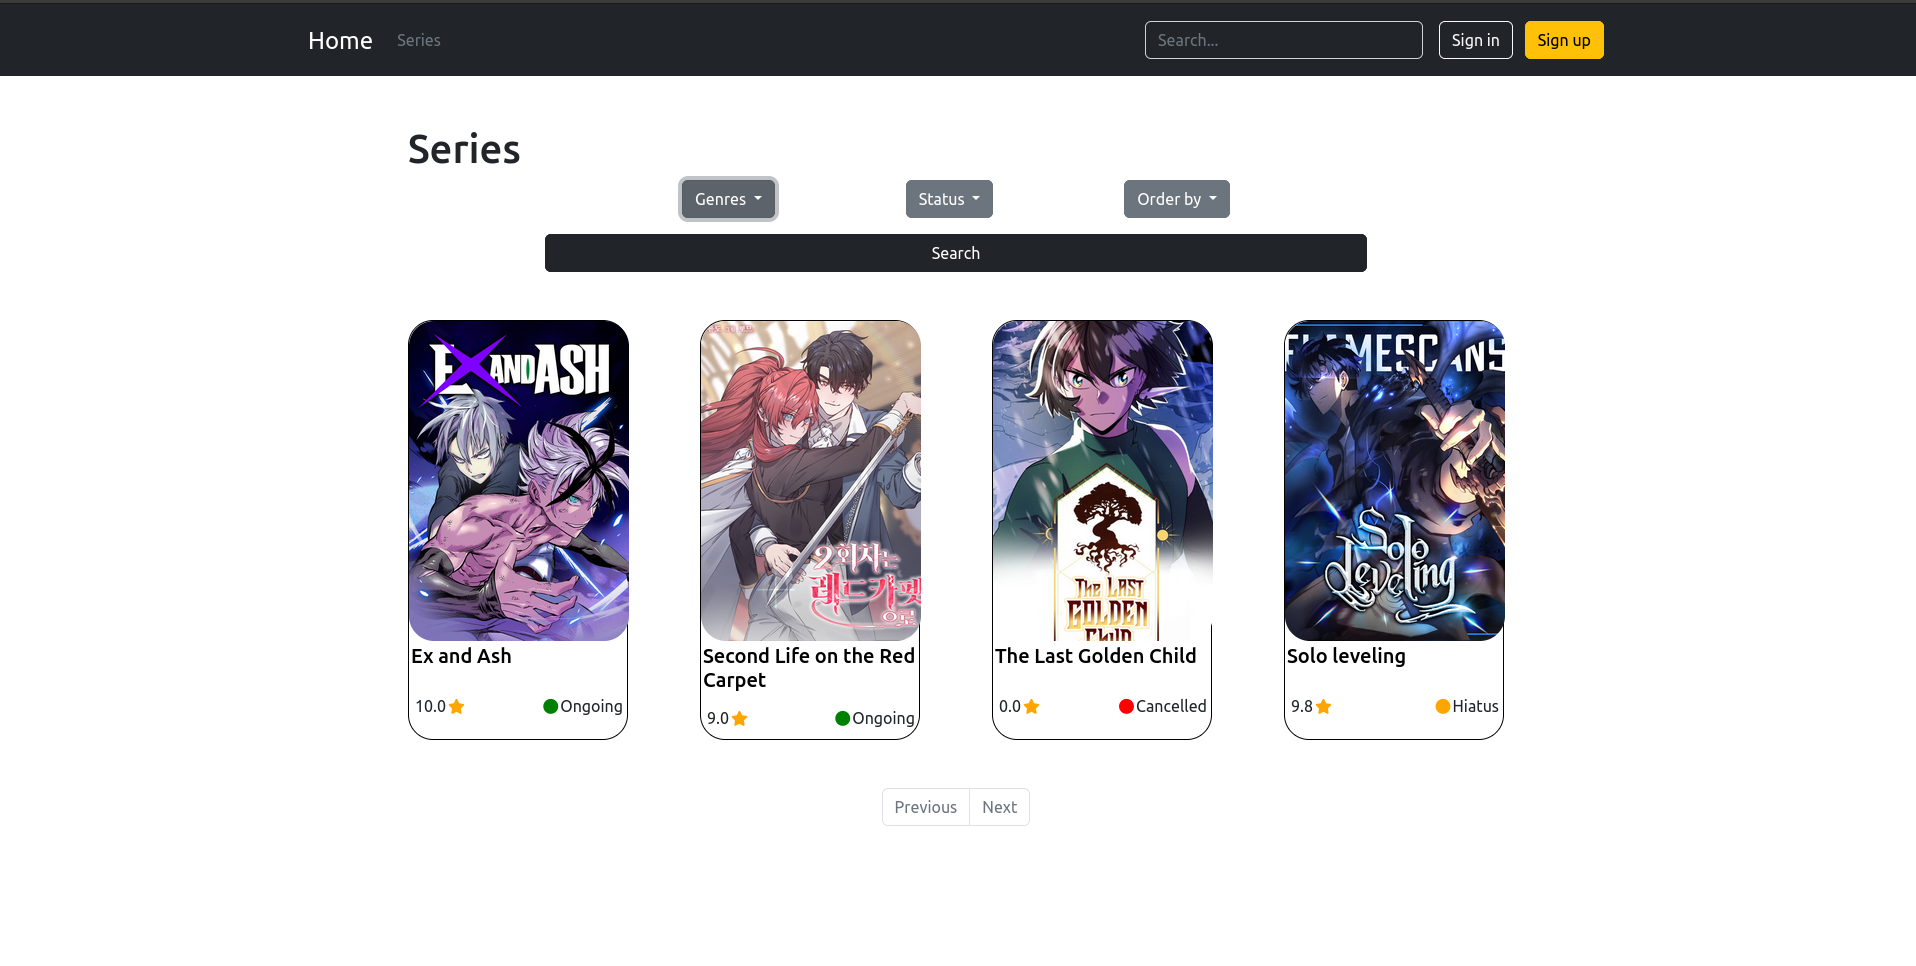 Home Series Search... Sign in Sign up
Series
Genres Status Order by
Search
EX AND ASH
9회차는
레드카펫
으로
THE LAST
GOLDEN
CHILD
FLAMESCANS
Solo
Leveling
Ex and Ash
10.0 Ongoing
Second Life on the Red
Carpet
9.0 Ongoing
The Last Golden Child
0.0 Cancelled
Solo leveling
9.8 Hiatus
Previous Next